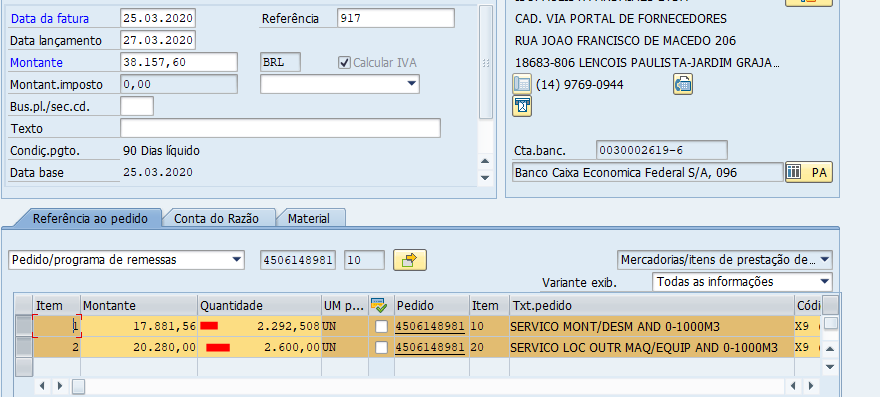 Data da fatura 25.03.2020 Referência 917
Data lançamento 27.03.2020
Montante 38.157,60 BRL Calcular IVA
Montant.imposto 0,00
Bus.pl./sec.cd.
Texto
Condiç.pgto. 90 Dias líquido
Data base 25.03.2020
CAD. VIA PORTAL DE FORNECEDORES
RUA JOAO FRANCISCO DE MACEDO 206
18683-806 LENCOIS PAULISTA-JARDIM GRAJA...
(14) 9769-0944
Cta.banc. 0030002619-6
Banco Caixa Economica Federal S/A, 096 PA
Referência ao pedido Conta do Razão Material
Pedido/programa de remessas 4506148981 10 Mercadorias/itens de prestação de...
Variante exib. Todas as informações
Item Montante Quantidade UM p... Pedido Item Txt.pedido Códi
1 17.881,56 2.292,508 UN 4506148981 10 SERVICO MONT/DESM AND 0-1000M3 X9
2 20.280,00 2.600,00 UN 4506148981 20 SERVICO LOC OUTR MAQ/EQUIP AND 0-1000M3 X9